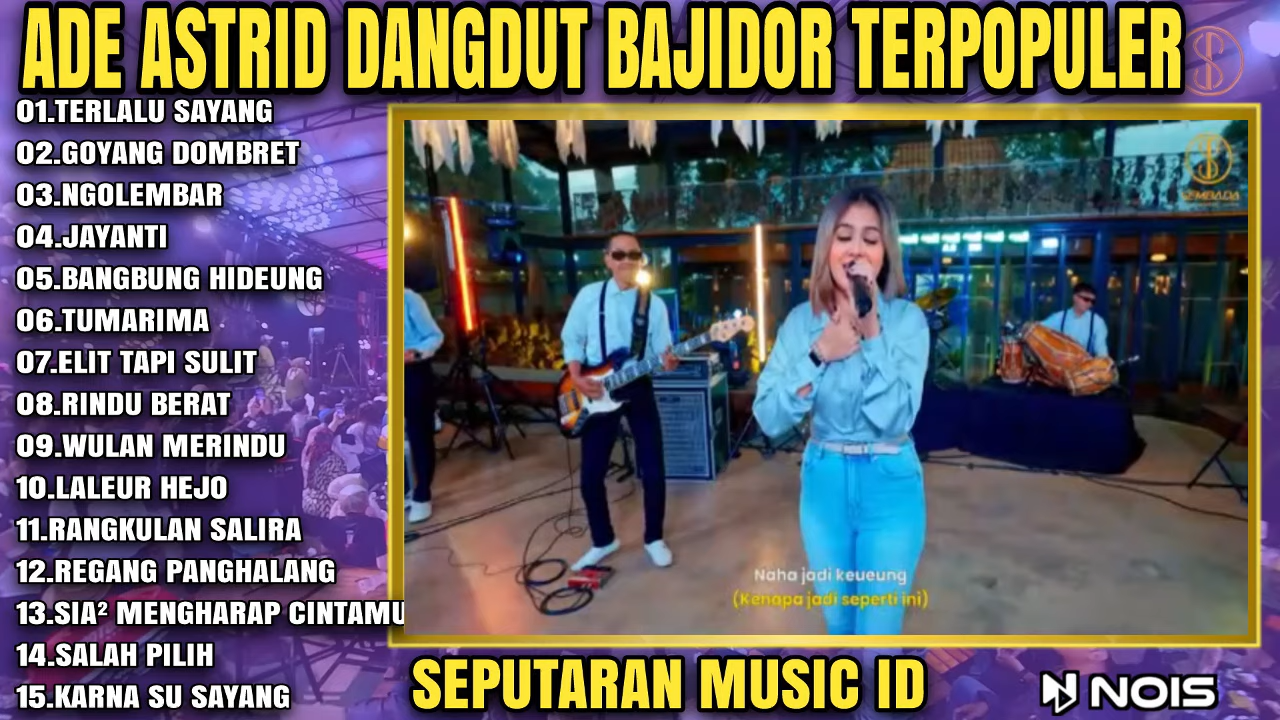 ADE ASTRID DANGDUT BAJIDOR TERPOPULER
01.TERLALU SAYANG
02.GOYANG DOMBRET
03.NGOLEMBAR
04.JAYANTI
05.BANGBUNG HIDEUNG
06.TUMARIMA
07.ELIT TAPI SULIT
08.RINDU BERAT
09.WULAN MERINDU
10.LALEUR HEJO
11.RANGKULAN SALIRA
12.REGANG PANGHALANG
13.SIA² MENGHARAP CINTAMU
14.SALAH PILIH
15.KARNA SU SAYANG
SEMBADA
Naha jadi keueung
(Kenapa jadi seperti ini)
SEPUTARAN MUSIC ID
NOIS